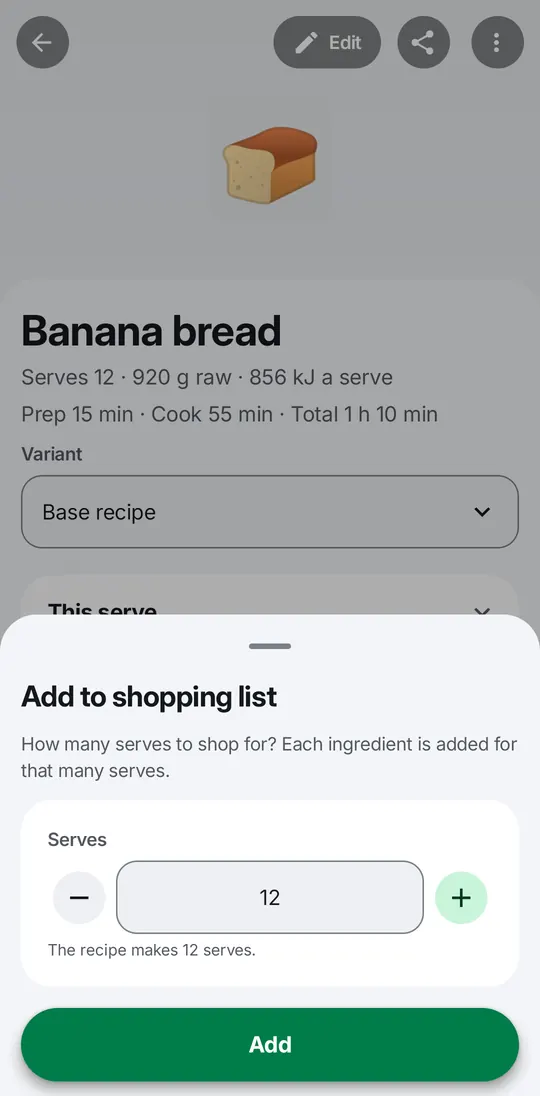 Edit
Banana bread
Serves 12 · 920 g raw · 856 kJ a serve
Prep 15 min · Cook 55 min · Total 1 h 10 min
Variant
Base recipe
This serve
Add to shopping list
How many serves to shop for? Each ingredient is added for
that many serves.
Serves
12
The recipe makes 12 serves.
Add